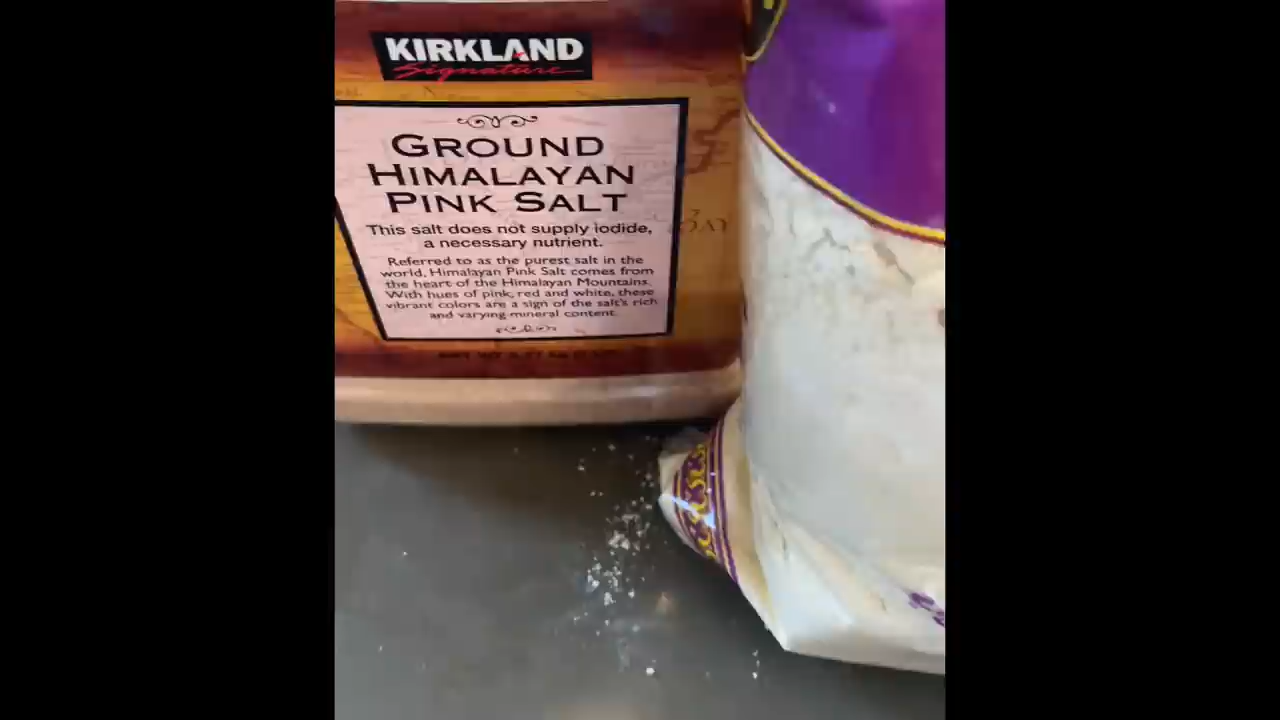 KIRKLAND
Signature
GROUND
HIMALAYAN
PINK SALT
This salt does not supply iodide,
a necessary nutrient.
Referred to as the purest salt in the
world, Himalayan Pink Salt comes from
the heart of the Himalayan Mountains.
With hues of pink, red and white, these
vibrant colors are a sign of the salt's rich
and varying mineral content.